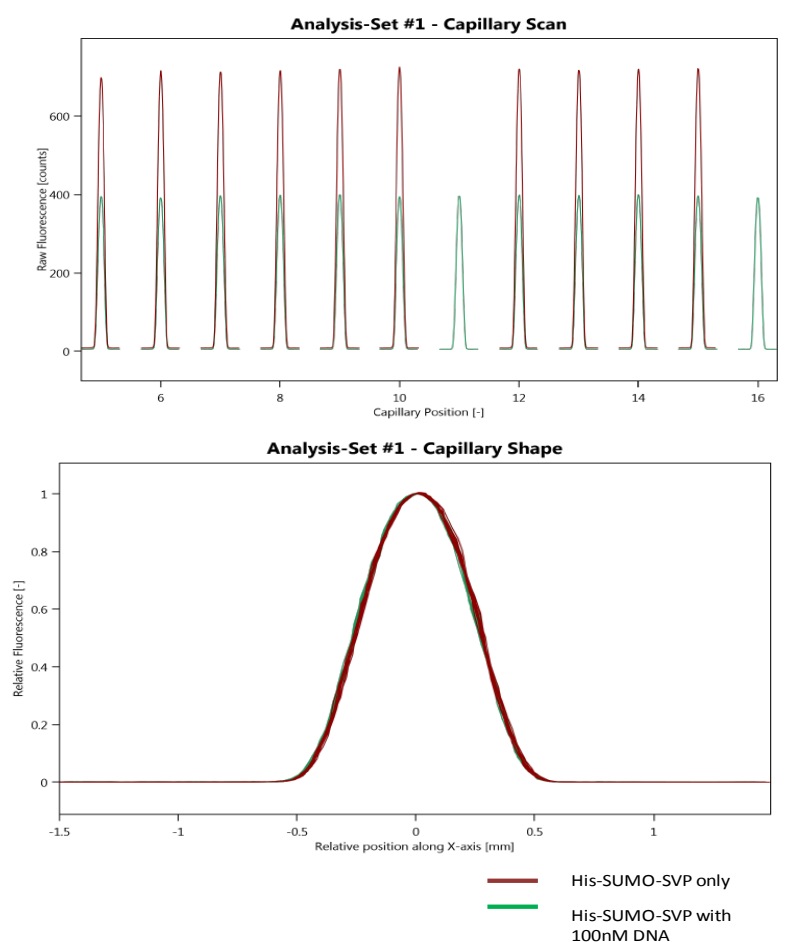 Analysis-Set #1 - Capillary Scan
Raw Fluorescence [counts]
600
400
200
0
6
8
10
12
14
16
Capillary Position [-]
Analysis-Set #1 - Capillary Shape
Relative Fluorescence [-]
1
0.8
0.6
0.4
0.2
0
-1.5
-1
-0.5
0
0.5
1
Relative position along X-axis [mm]
His-SUMO-SVP only
His-SUMO-SVP with
100nM DNA